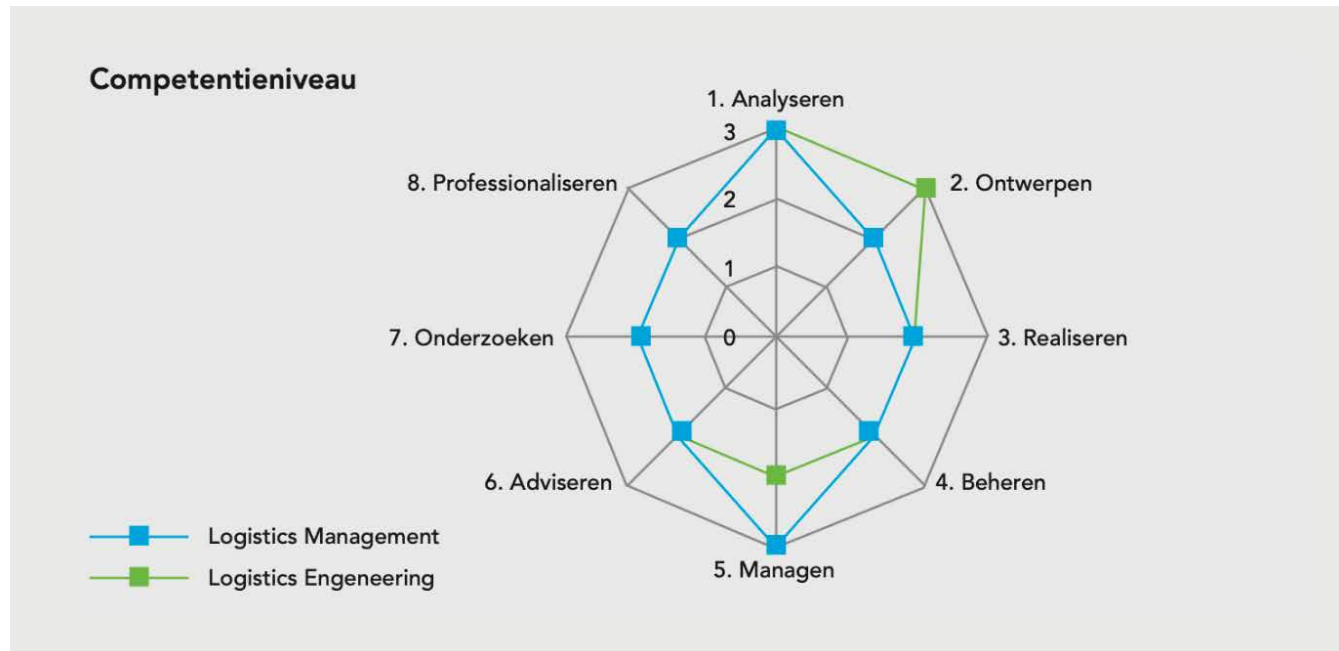 Competentieniveau
1. Analyseren
3
8. Professionaliseren
2
2. Ontwerpen
1
7. Onderzoeken
0
3. Realiseren
6. Adviseren
4. Beheren
5. Managen
Logistics Management
Logistics Engeneering